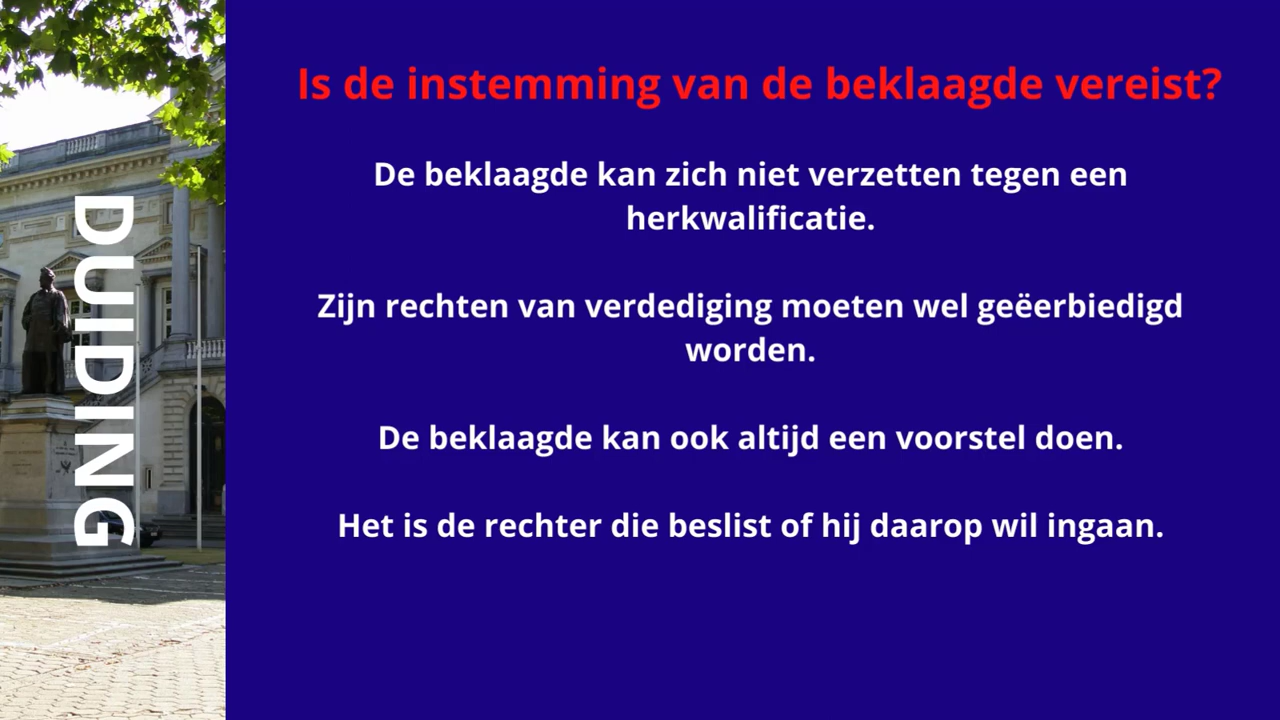 DUIDING
Is de instemming van de beklaagde vereist?
De beklaagde kan zich niet verzetten tegen een
herkwalificatie.
Zijn rechten van verdediging moeten wel geëerbiedigd
worden.
De beklaagde kan ook altijd een voorstel doen.
Het is de rechter die beslist of hij daarop wil ingaan.